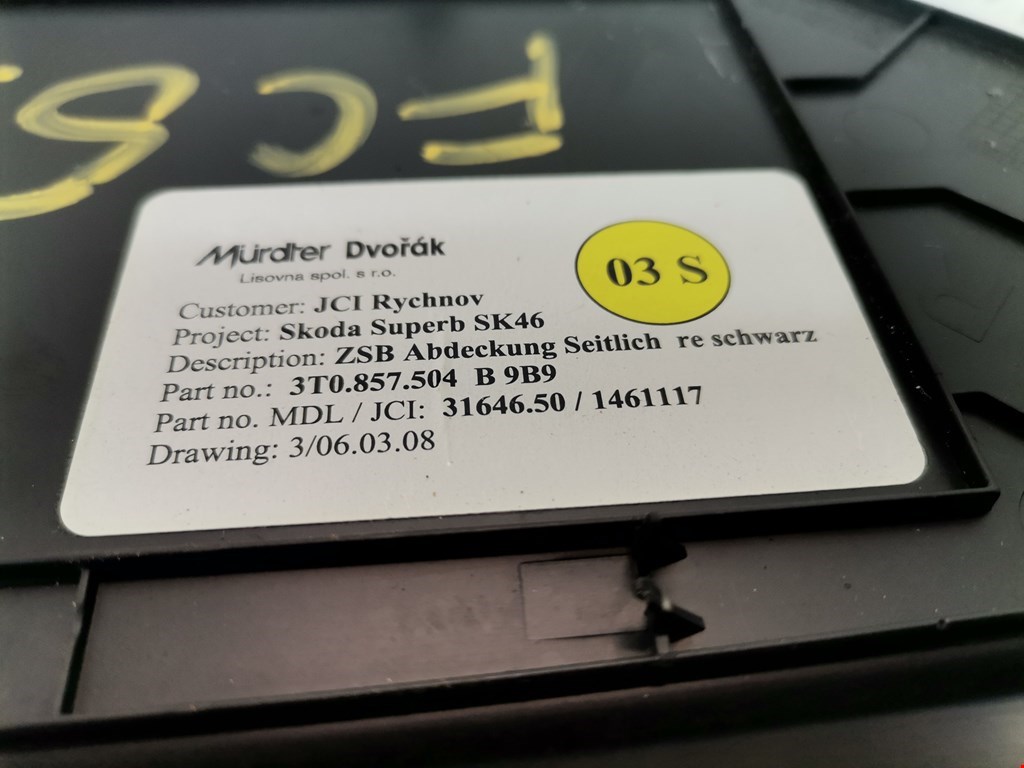 Mürdter Dvořák
Lisovna spol. s r.o.
03 S
Customer: JCI Rychnov
Project: Skoda Superb SK46
Description: ZSB Abdeckung Seitlich re schwarz
Part no.: 3T0.857.504 B 9B9
Part no. MDL / JCI: 31646.50 / 1461117
Drawing: 3/06.03.08